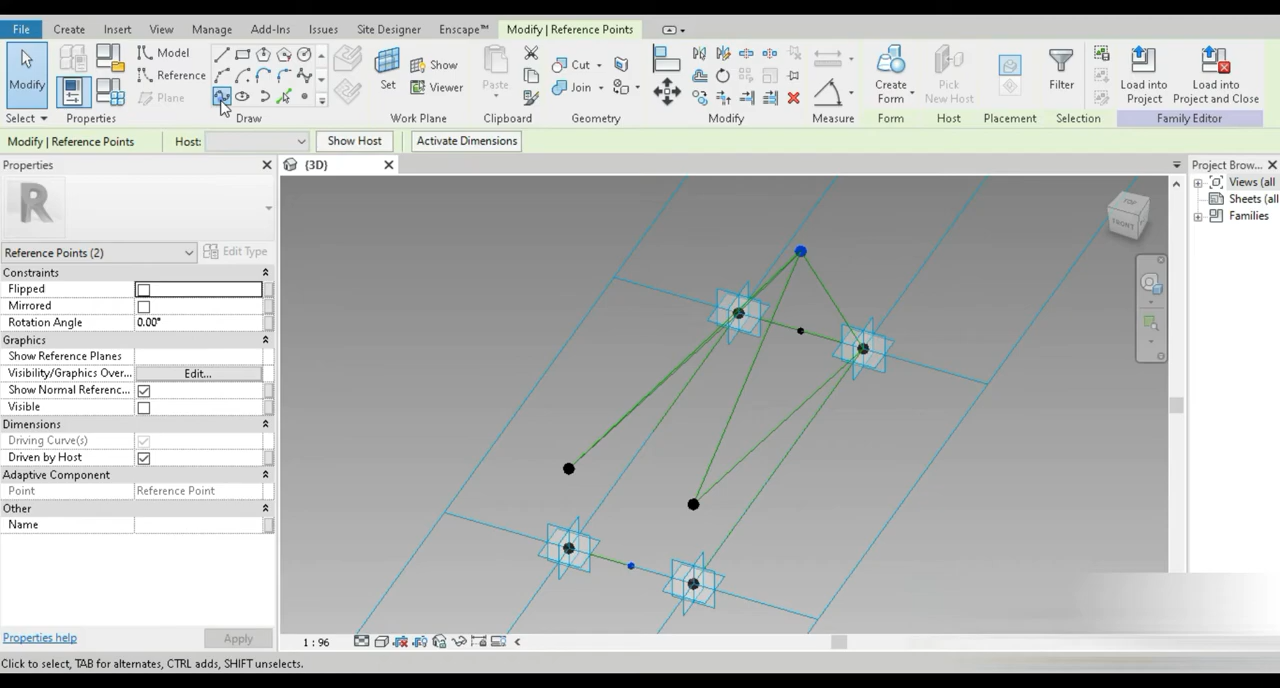 File Create Insert View Manage Add-Ins Issues Site Designer Enscape™ Modify | Reference Points
Modify
Select
Properties
Model
Reference
Plane
Draw
Set
Show
Viewer
Work Plane
Paste
Clipboard
Cut
Join
Geometry
Modify
Measure
Create
Form
Form
Pick
New Host
Host
Placement
Filter
Selection
Load into
Project
Load into
Project and Close
Family Editor
Modify | Reference Points Host: Show Host Activate Dimensions
Properties
{3D}
Project Brow...
R
Views (all
Sheets (all
Families
Reference Points (2) Edit Type
Constraints
Flipped
Mirrored
Rotation Angle 0.00°
Graphics
Show Reference Planes
Visibility/Graphics Over... Edit...
Show Normal Referenc...
Visible
Dimensions
Driving Curve(s)
Driven by Host
Adaptive Component
Point Reference Point
Other
Name
TOP
FRONT
Properties help Apply
1 : 96
Click to select, TAB for alternates, CTRL adds, SHIFT unselects.